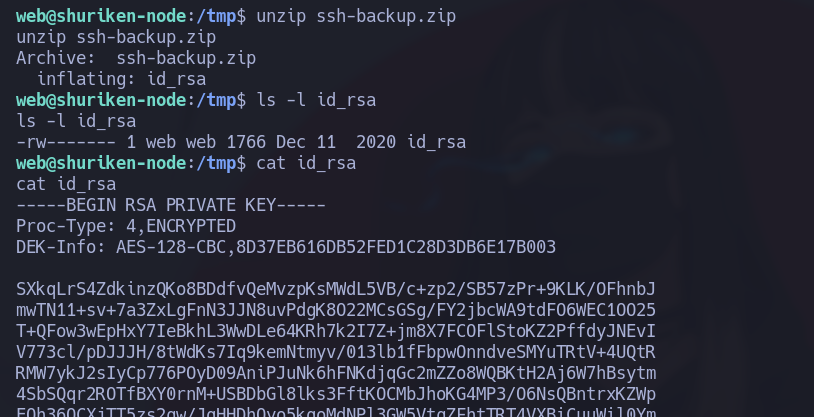 web@shuriken-node:/tmp$ unzip ssh-backup.zip
unzip ssh-backup.zip
Archive:  ssh-backup.zip
  inflating: id_rsa
web@shuriken-node:/tmp$ ls -l id_rsa
ls -l id_rsa
-rw------- 1 web web 1766 Dec 11  2020 id_rsa
web@shuriken-node:/tmp$ cat id_rsa
cat id_rsa
-----BEGIN RSA PRIVATE KEY-----
Proc-Type: 4,ENCRYPTED
DEK-Info: AES-128-CBC,8D37EB616DB52FED1C28D3DB6E17B003

SXkqLrS4ZdkinzQKo8BDdfvQeMvzpKsMWdL5VB/c+zp2/SB57zPr+9KLK/OFhnbJ
mwTN11+sv+7a3ZxLgFnN3JJN8uvPdgK8O22MCsGSg/FY2jbcWA9tdFO6WEC1OO25
T+QFow3wEpHxY7IeBkhL3WwDLe64KRh7k2I7Z+jm8X7FCOFlStoKZ2PffdyJNEvI
V773cl/pDJJJH/8tWdKs7Iq9kemNtmyv/013lb1fFbpwOnndveSMYuTRtV+4UQtR
RMW7ykJ2sIyCp776POyD09AniPJuNk6hFNKdjqGc2mZZo8WQBKtH2Aj6W7hBsytm
4SbSQqr2ROTfBXY0rnM+USBDbGl8lks3FftKOCMbJhoKG4MP3/O6NsQBntrxKZWp